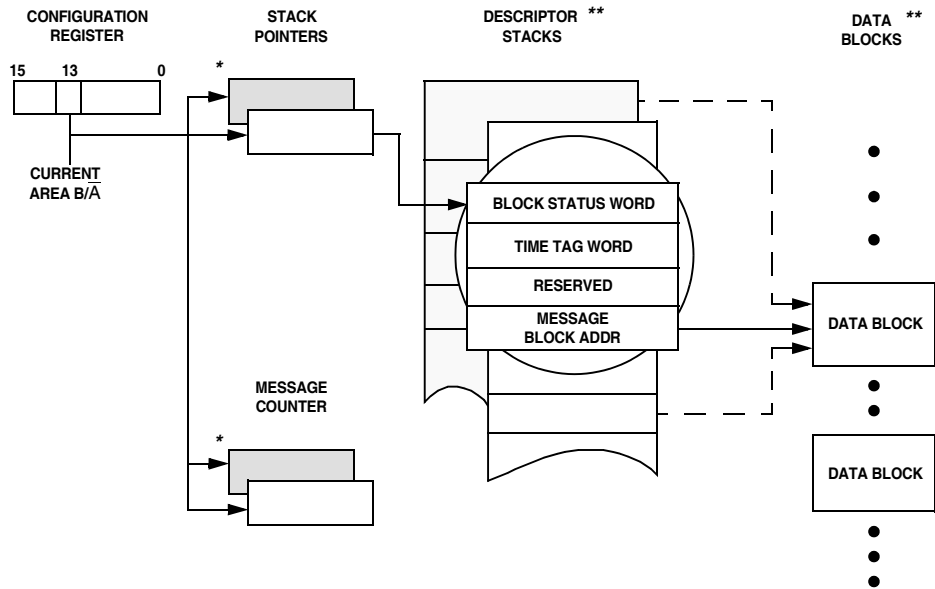 CONFIGURATION
REGISTER
15 13 0
CURRENT
AREA B/A̅
STACK
POINTERS
*
MESSAGE
COUNTER
*
DESCRIPTOR **
STACKS
BLOCK STATUS WORD
TIME TAG WORD
RESERVED
MESSAGE
BLOCK ADDR
DATA **
BLOCKS
DATA BLOCK
DATA BLOCK